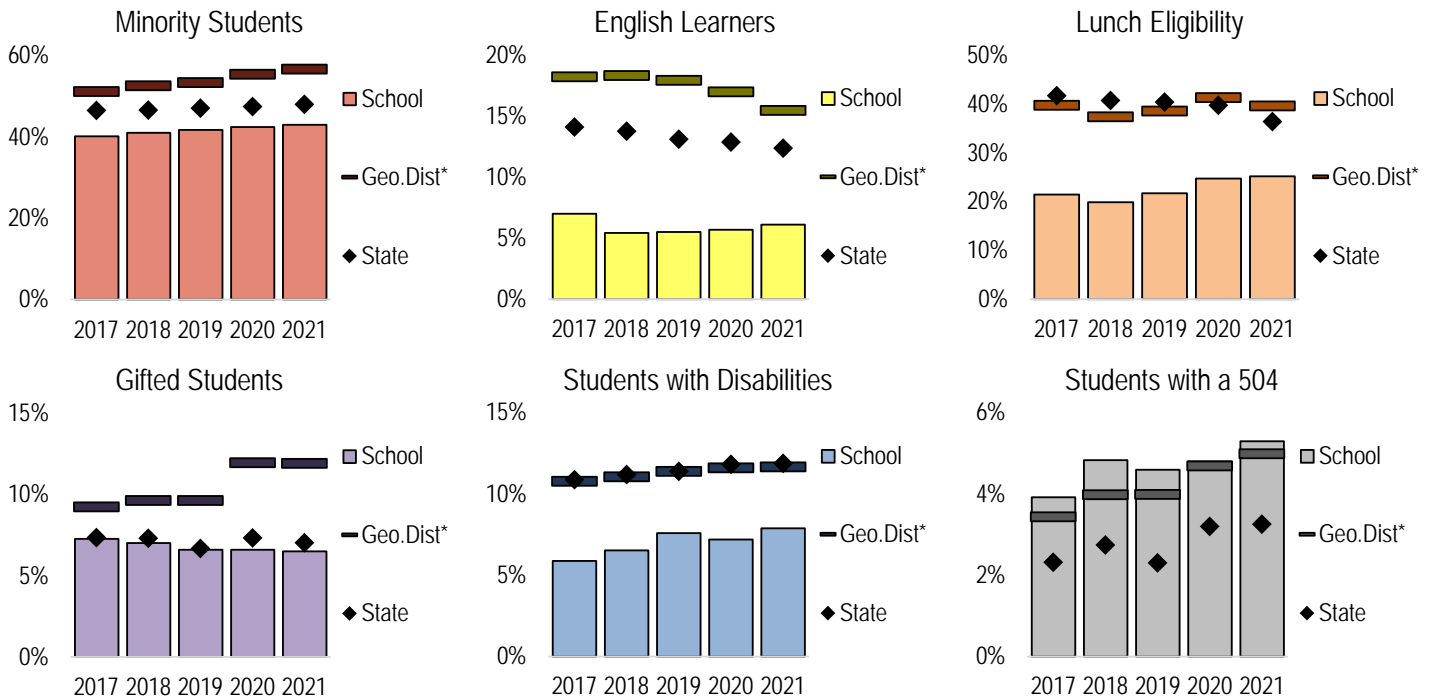 Minority Students
60%
40%
20%
0%
2017 2018 2019 2020 2021
School
Geo.Dist*
State
English Learners
20%
15%
10%
5%
0%
2017 2018 2019 2020 2021
School
Geo.Dist*
State
Lunch Eligibility
50%
40%
30%
20%
10%
0%
2017 2018 2019 2020 2021
School
Geo.Dist*
State
Gifted Students
15%
10%
5%
0%
2017 2018 2019 2020 2021
School
Geo.Dist*
State
Students with Disabilities
15%
10%
5%
0%
2017 2018 2019 2020 2021
School
Geo.Dist*
State
Students with a 504
6%
4%
2%
0%
2017 2018 2019 2020 2021
School
Geo.Dist*
State